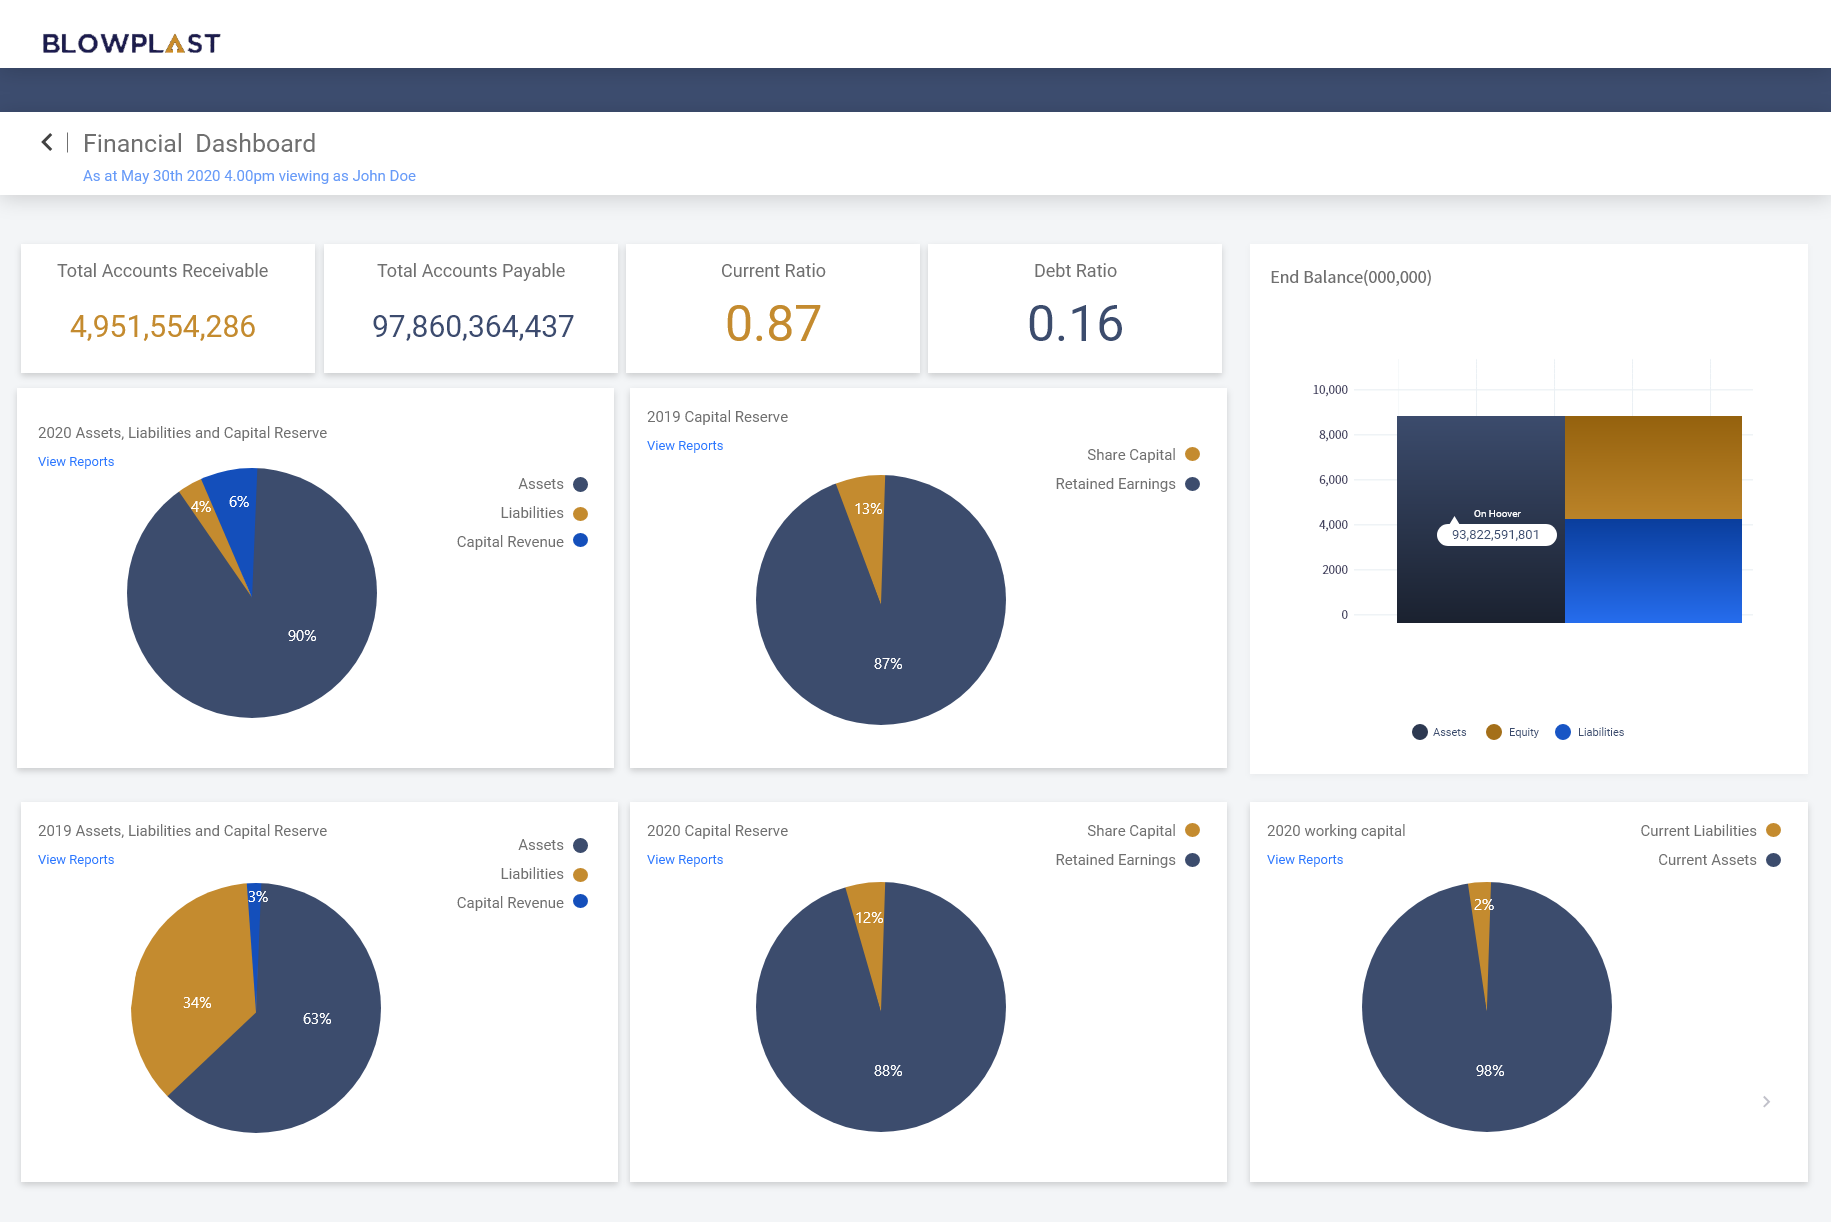 BLOWPLAST
Financial Dashboard
As at May 30th 2020 4.00pm viewing as John Doe
Total Accounts Receivable
4,951,554,286
Total Accounts Payable
97,860,364,437
Current Ratio
0.87
Debt Ratio
0.16
End Balance(000,000)
10,000
8,000
6,000
4,000
2000
0
On Hoover
93,822,591,801
Assets
Equity
Liabilities
2020 Assets, Liabilities and Capital Reserve
View Reports
Assets
Liabilities
Capital Revenue
4%
6%
90%
2019 Capital Reserve
View Reports
Share Capital
Retained Earnings
13%
87%
2019 Assets, Liabilities and Capital Reserve
View Reports
Assets
Liabilities
Capital Revenue
3%
34%
63%
2020 Capital Reserve
View Reports
Share Capital
Retained Earnings
12%
88%
2020 working capital
View Reports
Current Liabilities
Current Assets
2%
98%